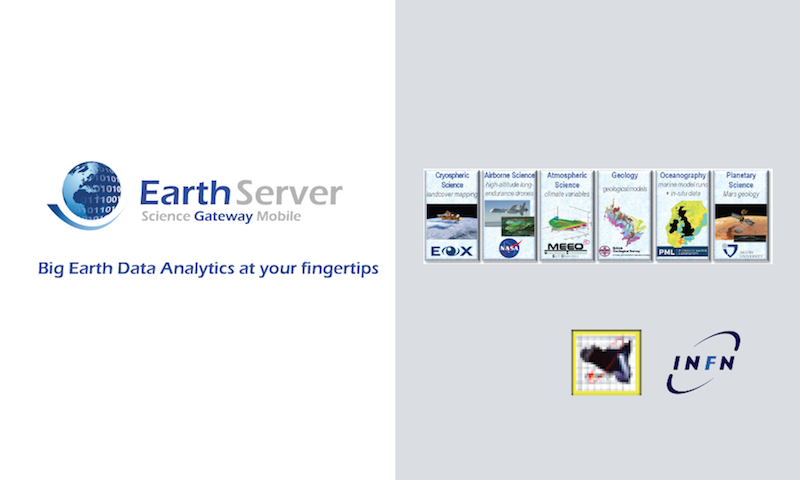 EarthServer
Science Gateway Mobile
Big Earth Data Analytics at your fingertips
Cryospheric
Science
landcover mapping
EOX
Airborne Science
high-altitude long-
endurance drones
NASA
Atmospheric
Science
climate variables
MEEO
Geology
geological models
Oceanography
marine model runs
+ in-situ data
PML
Planetary
Science
Mars geology
INFN